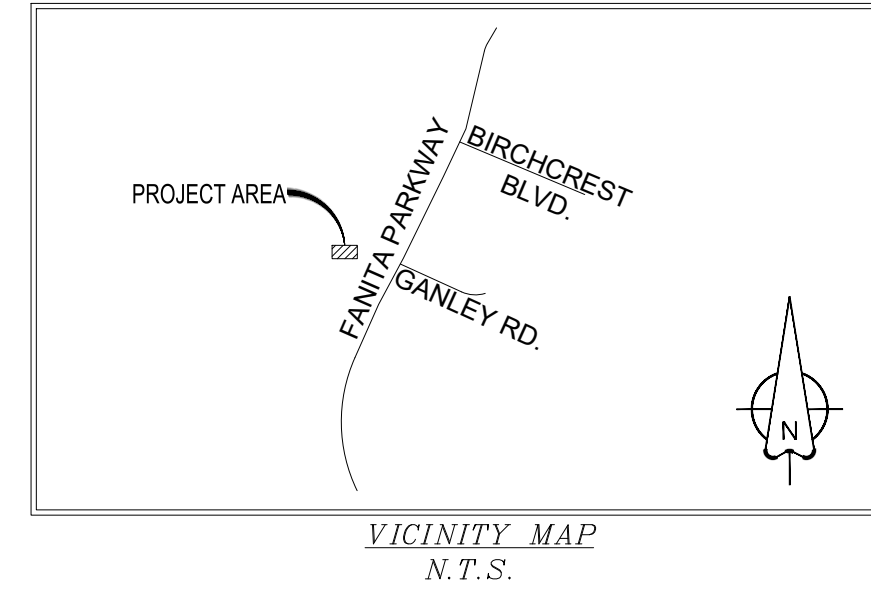 BIRCHCREST
BLVD.
PROJECT AREA
FANITA PARKWAY
GANLEY RD.
N
VICINITY MAP
N.T.S.